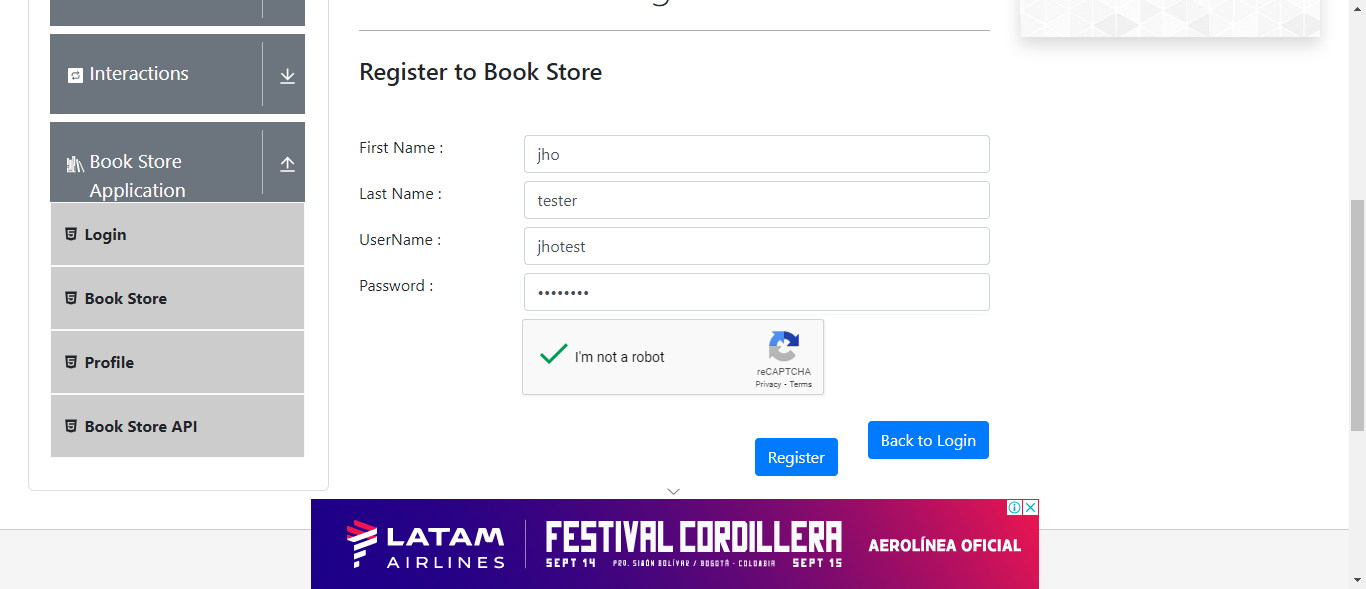 Interactions
Book Store
Application
Login
Book Store
Profile
Book Store API
Register to Book Store
First Name :
jho
Last Name :
tester
UserName :
jhotest
Password :
••••••••
I'm not a robot
reCAPTCHA
Privacy - Terms
Back to Login
Register
LATAM
AIRLINES
FESTIVAL CORDILLERA
SEPT 14 PRO. SIMÓN BOLÍVAR / BOGOTÁ - COLOMBIA SEPT 15
AEROLÍNEA OFICIAL